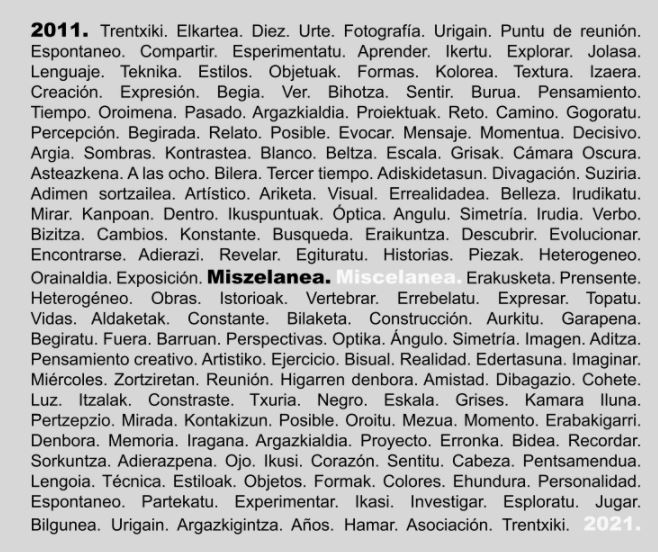 2011. Trentxiki. Elkartea. Diez. Urte. Fotografía. Urigain. Puntu de reunión.
Espontaneo. Compartir. Esperimentatu. Aprender. Ikertu. Explorar. Jolasa.
Lenguaje. Teknika. Estilos. Objetuak. Formas. Kolorea. Textura. Izaera.
Creación. Expresión. Begia. Ver. Bihotza. Sentir. Burua. Pensamiento.
Tiempo. Oroimena. Pasado. Argazkialdia. Proiektuak. Reto. Camino. Gogoratu.
Percepción. Begirada. Relato. Posible. Evocar. Mensaje. Momentua. Decisivo.
Argia. Sombras. Kontrastea. Blanco. Beltza. Escala. Grisak. Cámara Oscura.
Asteazkena. A las ocho. Bilera. Tercer tiempo. Adiskidetasun. Divagación. Suziria.
Adimen sortzailea. Artístico. Ariketa. Visual. Errealidadea. Belleza. Irudikatu.
Mirar. Kanpoan. Dentro. Ikuspuntuak. Óptica. Angulu. Simetría. Irudia. Verbo.
Bizitza. Cambios. Konstante. Busqueda. Eraikuntza. Descubrir. Evolucionar.
Encontrarse. Adierazi. Revelar. Egituratu. Historias. Piezak. Heterogeneo.
Orainaldia. Exposición. Miszelanea. Miscelanea. Erakusketa. Prensente.
Heterogéneo. Obras. Istorioak. Vertebrar. Errebelatu. Expresar. Topatu.
Vidas. Aldaketak. Constante. Bilaketa. Construcción. Aurkitu. Garapena.
Begiratu. Fuera. Barruan. Perspectivas. Optika. Ángulo. Simetría. Imagen. Aditza.
Pensamiento creativo. Artistiko. Ejercicio. Bisual. Realidad. Edertasuna. Imaginar.
Miércoles. Zortziretan. Reunión. Higarren denbora. Amistad. Dibagazio. Cohete.
Luz. Itzalak. Constraste. Txuria. Negro. Eskala. Grises. Kamara Iluna.
Pertzepzio. Mirada. Kontakizun. Posible. Oroitu. Mezua. Momento. Erabakigarri.
Denbora. Memoria. Iragana. Argazkialdia. Proyecto. Erronka. Bidea. Recordar.
Sorkuntza. Adierazpena. Ojo. Ikusi. Corazón. Sentitu. Cabeza. Pentsamendua.
Lengoia. Técnica. Estiloak. Objetos. Formak. Colores. Ehundura. Personalidad.
Espontaneo. Partekatu. Experimentar. Ikasi. Investigar. Esploratu. Jugar.
Bilgunea. Urigain. Argazkigintza. Años. Hamar. Asociación. Trentxiki. 2021.